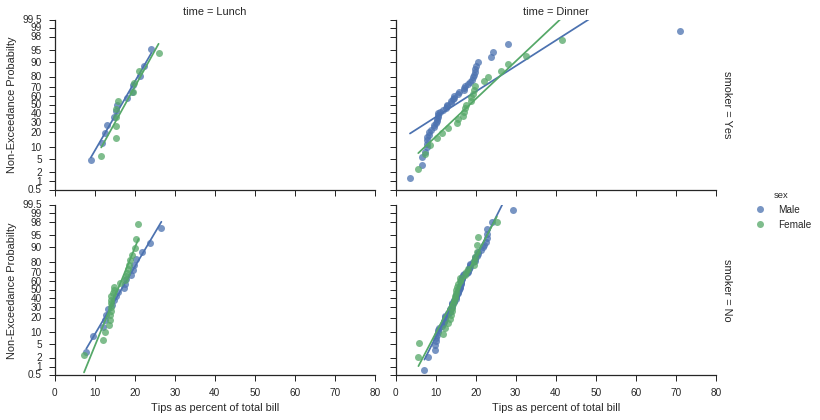 time = Lunch
time = Dinner
99.5
99
98
95
90
80
70
60
50
40
30
20
10
5
2
1
0.5
Non-Exceedance Probabilty
smoker = Yes
sex
Male
Female
99.5
99
98
95
90
80
70
60
50
40
30
20
10
5
2
1
0.5
Non-Exceedance Probabilty
smoker = No
0 10 20 30 40 50 60 70 80
0 10 20 30 40 50 60 70 80
Tips as percent of total bill
Tips as percent of total bill